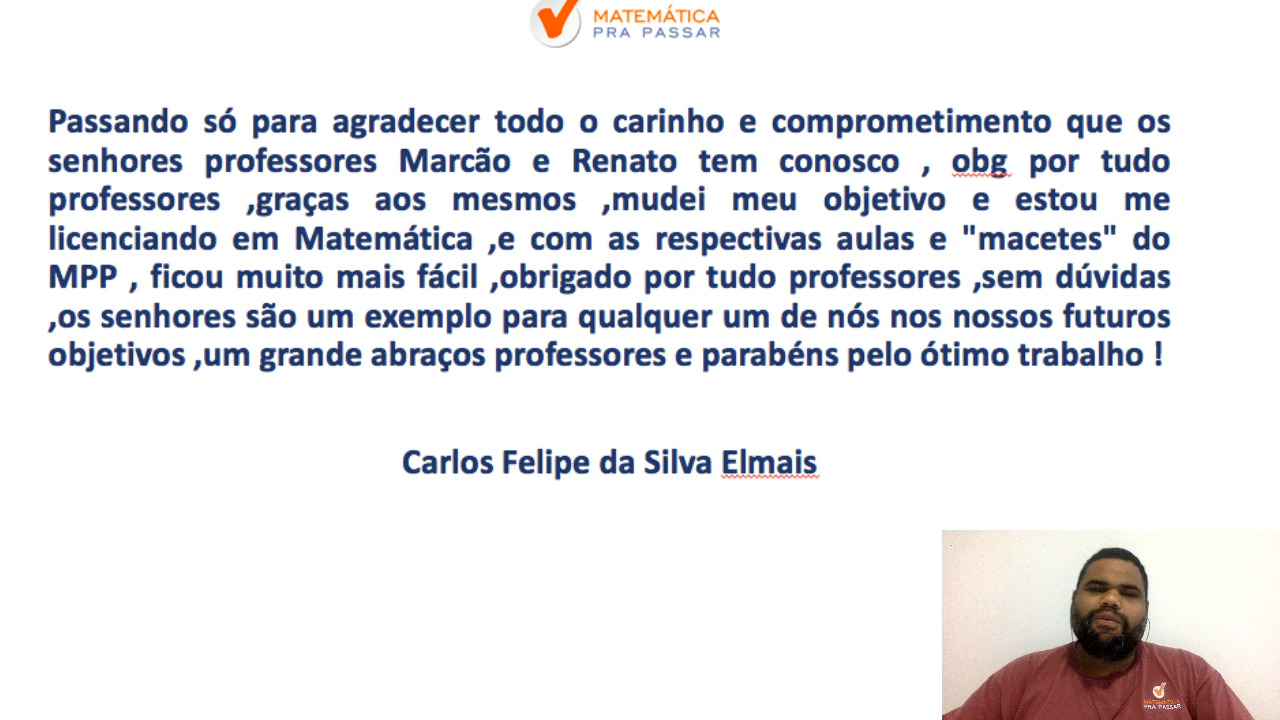 MATEMÁTICA
PRA PASSAR
Passando só para agradecer todo o carinho e comprometimento que os
senhores professores Marcão e Renato tem conosco , obg por tudo
professores ,graças aos mesmos ,mudei meu objetivo e estou me
licenciando em Matemática ,e com as respectivas aulas e "macetes" do
MPP , ficou muito mais fácil ,obrigado por tudo professores ,sem dúvidas
,os senhores são um exemplo para qualquer um de nós nos nossos futuros
objetivos ,um grande abraços professores e parabéns pelo ótimo trabalho !
Carlos Felipe da Silva Elmais
MATEMÁTICA
PRA PASSAR